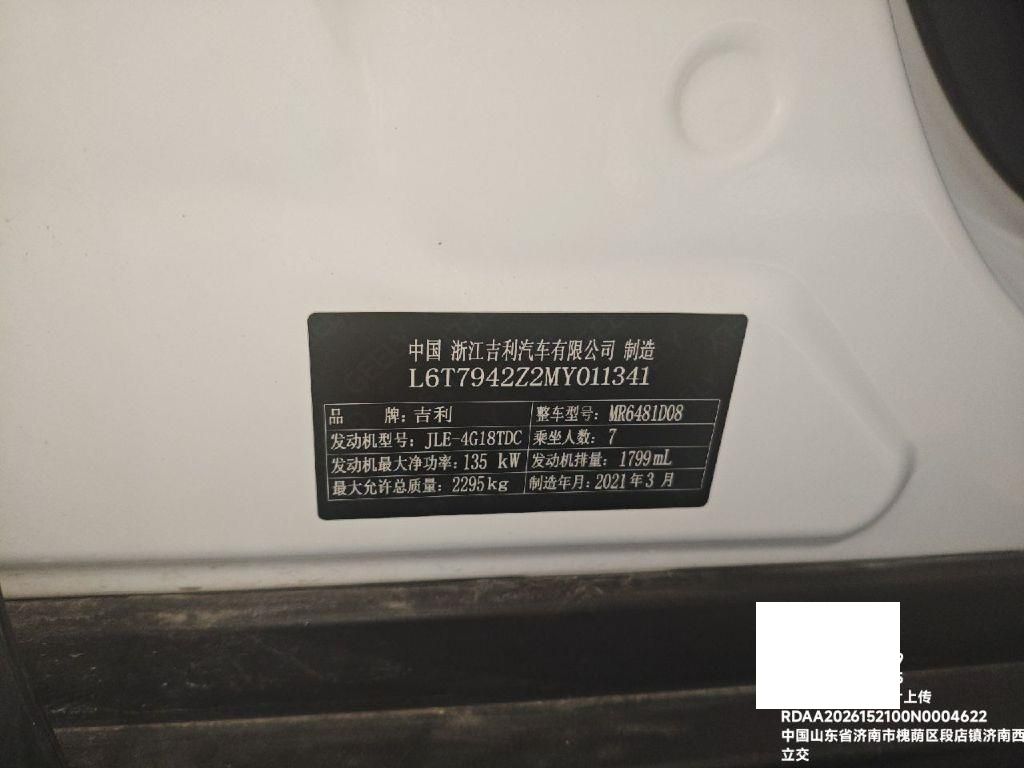 中国 浙江吉利汽车有限公司 制造
L6T7942Z2MY011341
品 牌：吉利 整车型号：MR6481D08
发动机型号：JLE-4G18TDC 乘坐人数：7
发动机最大净功率：135 kW 发动机排量：1799mL
最大允许总质量：2295kg 制造年月：2021年3月
上传
RDAA2026152100N0004622
中国山东省济南市槐荫区段店镇济南西
立交